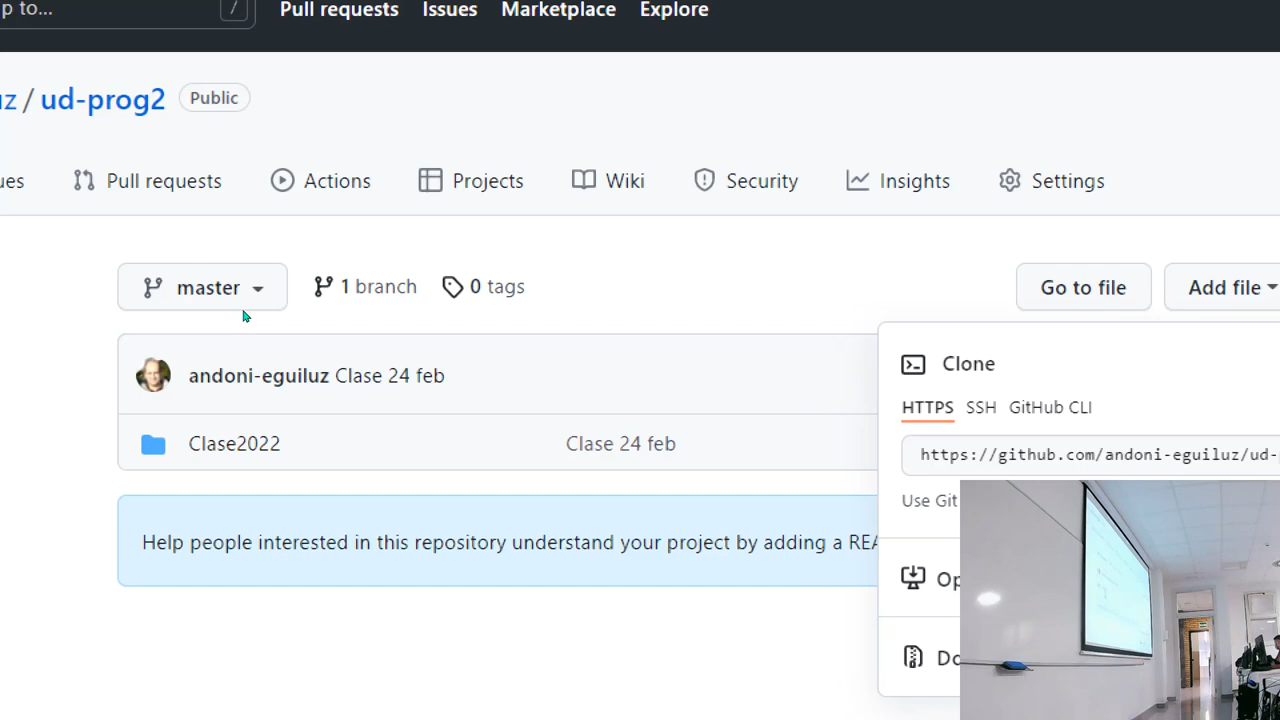 p to... /
Pull requests Issues Marketplace Explore
uz / ud-prog2 Public
ues Pull requests Actions Projects Wiki Security Insights Settings
master 1 branch 0 tags Go to file Add file
andoni-eguiluz Clase 24 feb
Clase2022 Clase 24 feb
Help people interested in this repository understand your project by adding a REA
Clone
HTTPS SSH GitHub CLI
https://github.com/andoni-eguiluz/ud-
Use Git
Op
Do